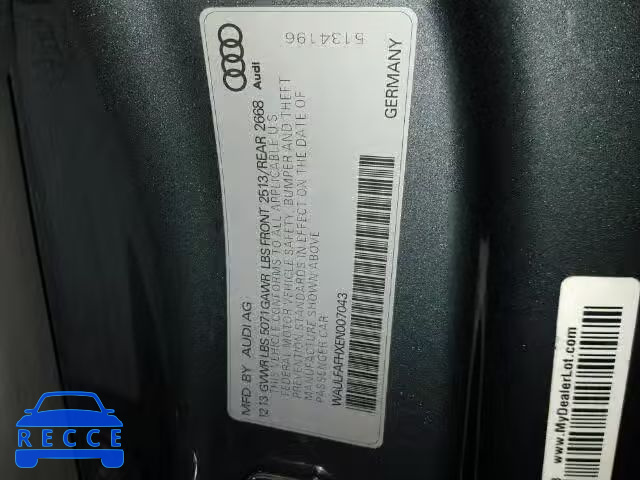 MFD. BY AUDI AG
12 13 GVWR LBS 5071 GAWR LBS FRONT 2513/REAR 2668
THIS VEHICLE CONFORMS TO ALL APPLICABLE U.S
FEDERAL MOTOR VEHICLE SAFETY, BUMPER AND THEFT
PREVENTION STANDARDS IN EFFECT ON THE DATE OF
MANUFACTURE SHOWN ABOVE
PASSENGER CAR
WAULFAFHXEN007043
Audi
5134196
GERMANY
www.MyDealerLot.com
RECCE